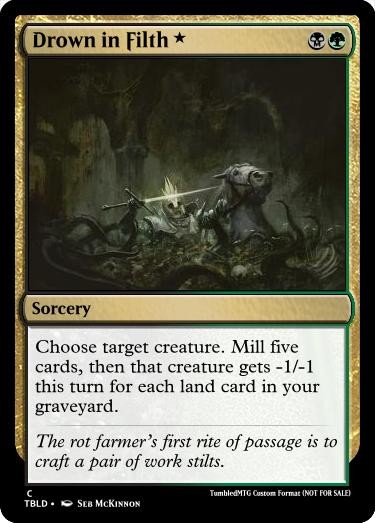 Drown in Filth ★
Sorcery
Choose target creature. Mill five
cards, then that creature gets -1/-1
this turn for each land card in your
graveyard.
The rot farmer's first rite of passage is to
craft a pair of work stilts.
C
TBLD • Seb McKinnon
TumbledMTG Custom Format (NOT FOR SALE)